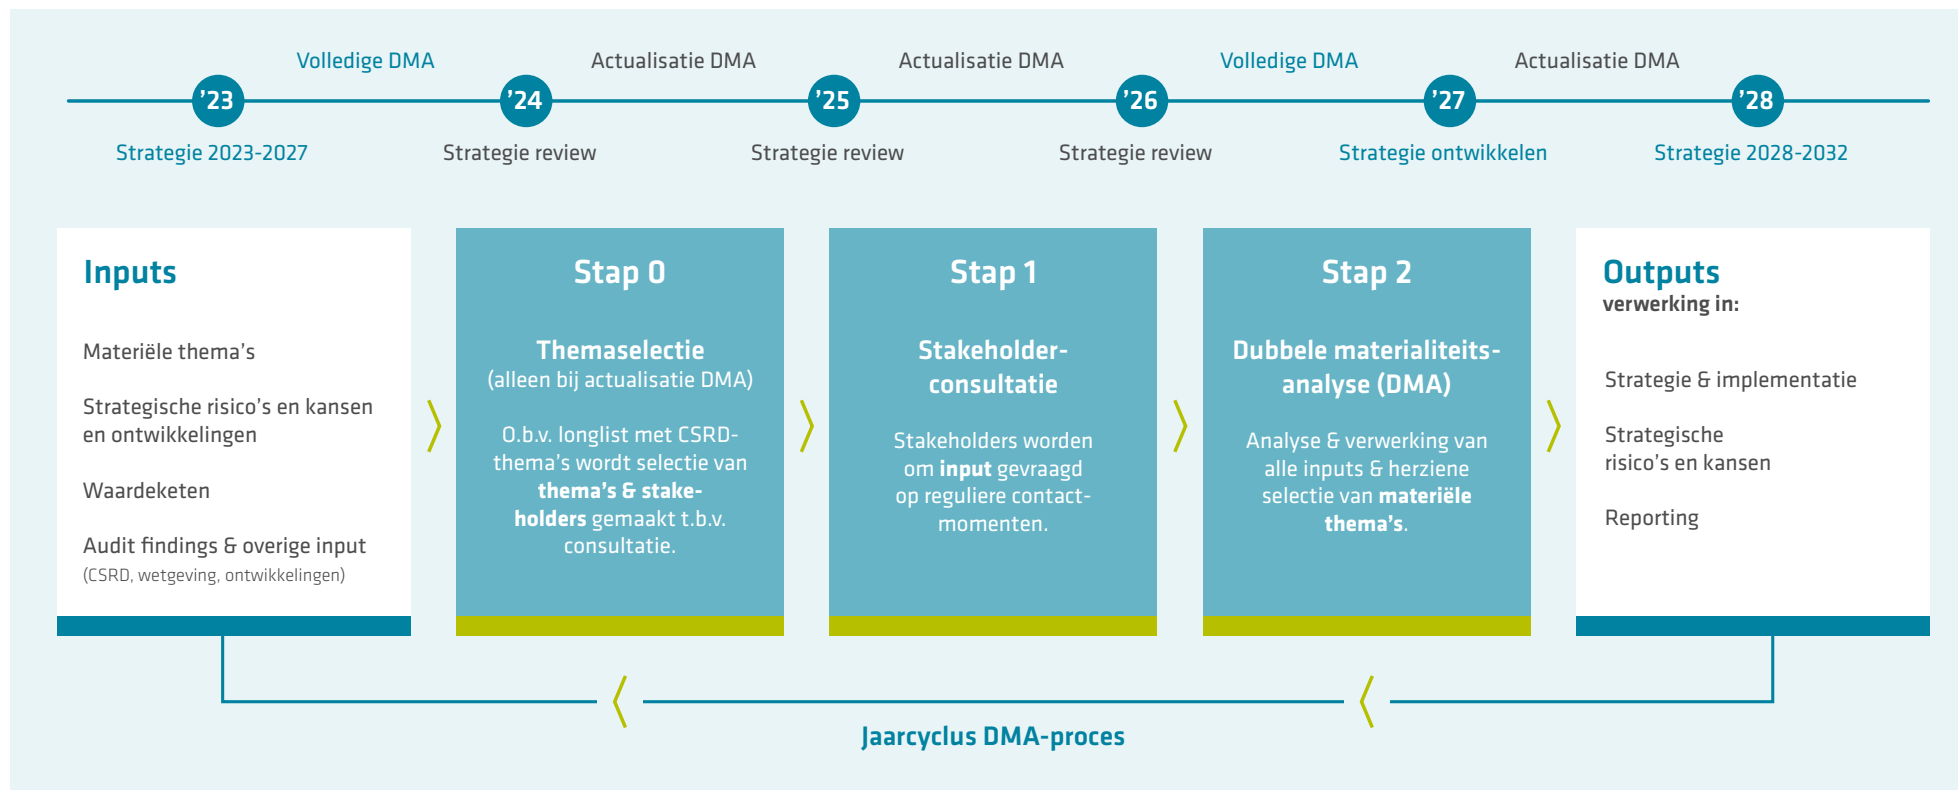 Volledige DMA
Actualisatie DMA
Actualisatie DMA
Volledige DMA
Actualisatie DMA
’23
’24
’25
’26
’27
’28
Strategie 2023-2027
Strategie review
Strategie review
Strategie review
Strategie ontwikkelen
Strategie 2028-2032
Inputs
Materiële thema’s
Strategische risico’s en kansen
en ontwikkelingen
Waardeketen
Audit findings & overige input
(CSRD, wetgeving, ontwikkelingen)
Stap 0
Themaselectie
(alleen bij actualisatie DMA)
O.b.v. longlist met CSRD-
thema’s wordt selectie van
thema’s & stake-
holders gemaakt t.b.v.
consultatie.
Stap 1
Stakeholder-
consultatie
Stakeholders worden
om input gevraagd
op reguliere contact-
momenten.
Stap 2
Dubbele materialiteits-
analyse (DMA)
Analyse & verwerking van
alle inputs & herziene
selectie van materiële
thema’s.
Outputs
verwerking in:
Strategie & implementatie
Strategische
risico’s en kansen
Reporting
Jaarcyclus DMA-proces